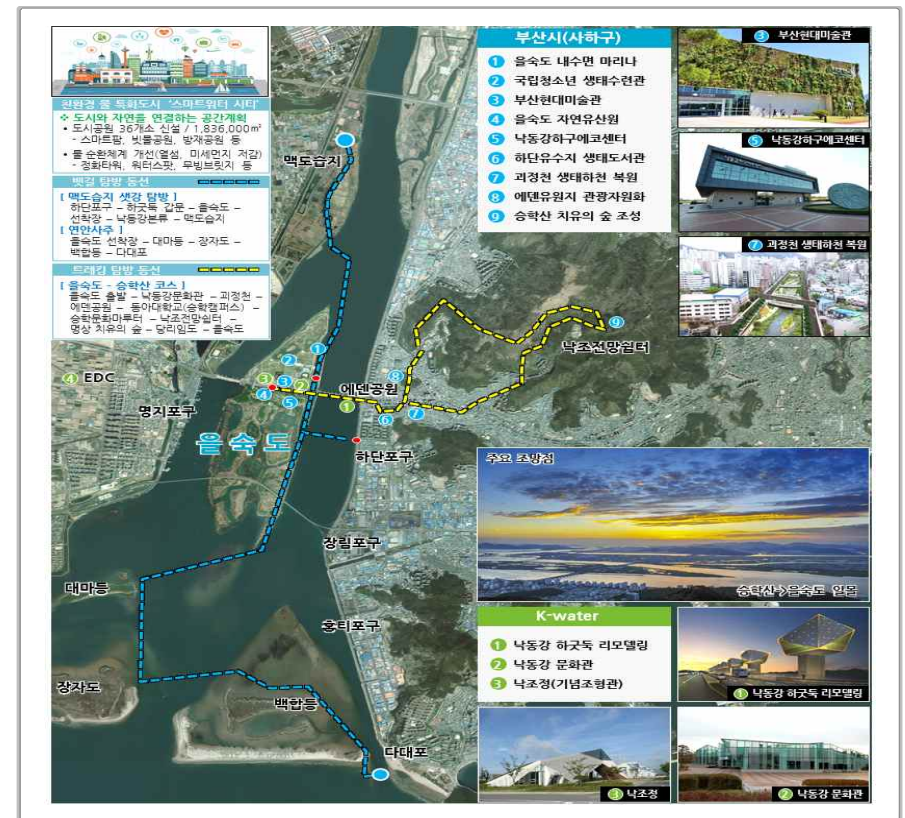 친환경 물 특화도시 '스마트워터 시티'
❖ 도시와 자연을 연결하는 공간계획
• 도시공원 36개소 신설 / 1,836,000㎡
- 스마트팜, 빗물공원, 방재공원 등
• 물 순환체계 개선(열섬, 미세먼지 저감)
- 정화타워, 워터스팟, 무빙브릿지 등
뱃길 탐방 동선
[ 맥도습지 샛강 탐방 ]
하단포구 – 하굿둑 갑문 – 을숙도 –
선착장 – 낙동강본류 – 맥도습지
[ 연안사주 ]
을숙도 선착장 – 대마등 – 장자도 –
백합등 – 다대포
트레킹 탐방 동선
[ 을숙도 - 승학산 코스 ]
을숙도 출발 – 낙동강문화관 – 괴정천 –
에덴공원 – 동아대학교(승학캠퍼스) –
승학문화마루터 – 낙조전망쉼터 –
명상 치유의 숲 – 당리임도 – 을숙도
부산시(사하구)
1 을숙도 내수면 마리나
2 국립청소년 생태수련관
3 부산현대미술관
4 을숙도 자연유산원
5 낙동강하구에코센터
6 하단유수지 생태도서관
7 괴정천 생태하천 복원
8 에덴유원지 관광자원화
9 승학산 치유의 숲 조성
3 부산현대미술관
5 낙동강하구에코센터
7 괴정천 생태하천 복원
맥도습지
9
낙조전망쉼터
1
2
3 3 2
4
5
8
에덴공원
1
6
7
4 EDC
명지포구
을숙도
하단포구
장림포구
대마등
홍티포구
장자도
백합등
다대포
주요 조망점
승학산->을숙도 일몰
K-water
1 낙동강 하굿둑 리모델링
2 낙동강 문화관
3 낙조정(기념조형관)
1 낙동강 하굿둑 리모델링
3 낙조정
2 낙동강 문화관